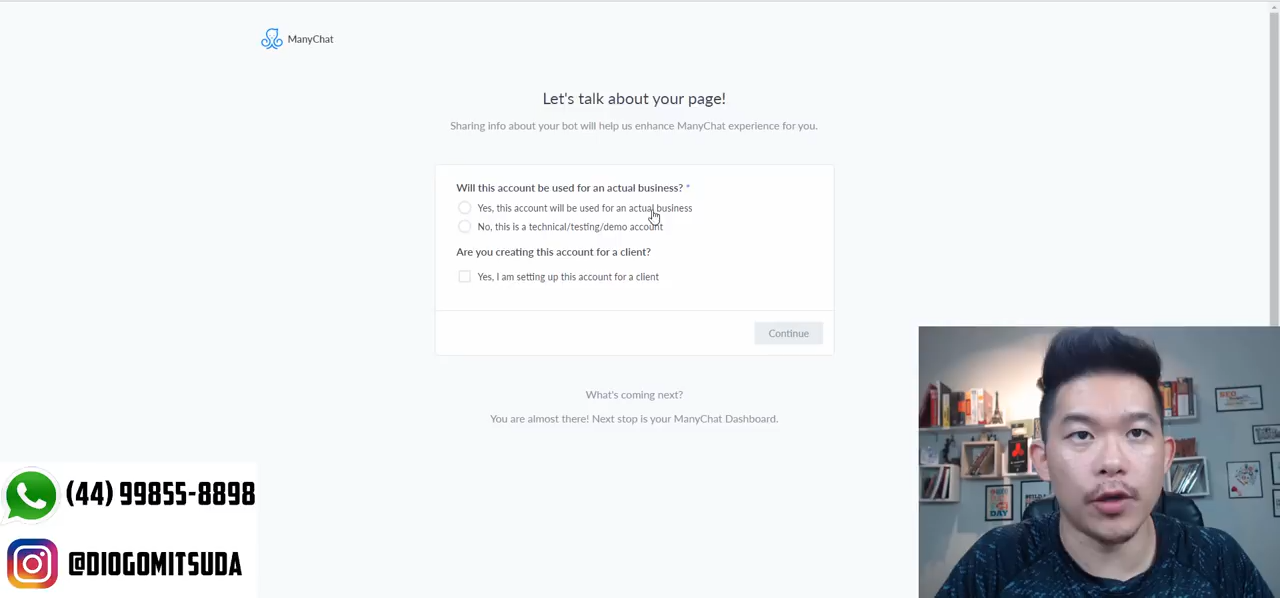 ManyChat
Let's talk about your page!
Sharing info about your bot will help us enhance ManyChat experience for you.
Will this account be used for an actual business? *
Yes, this account will be used for an actual business
No, this is a technical/testing/demo account
Are you creating this account for a client?
Yes, I am setting up this account for a client
Continue
What's coming next?
You are almost there! Next stop is your ManyChat Dashboard.
(44) 99855-8898
@DIOGOMITSUDA